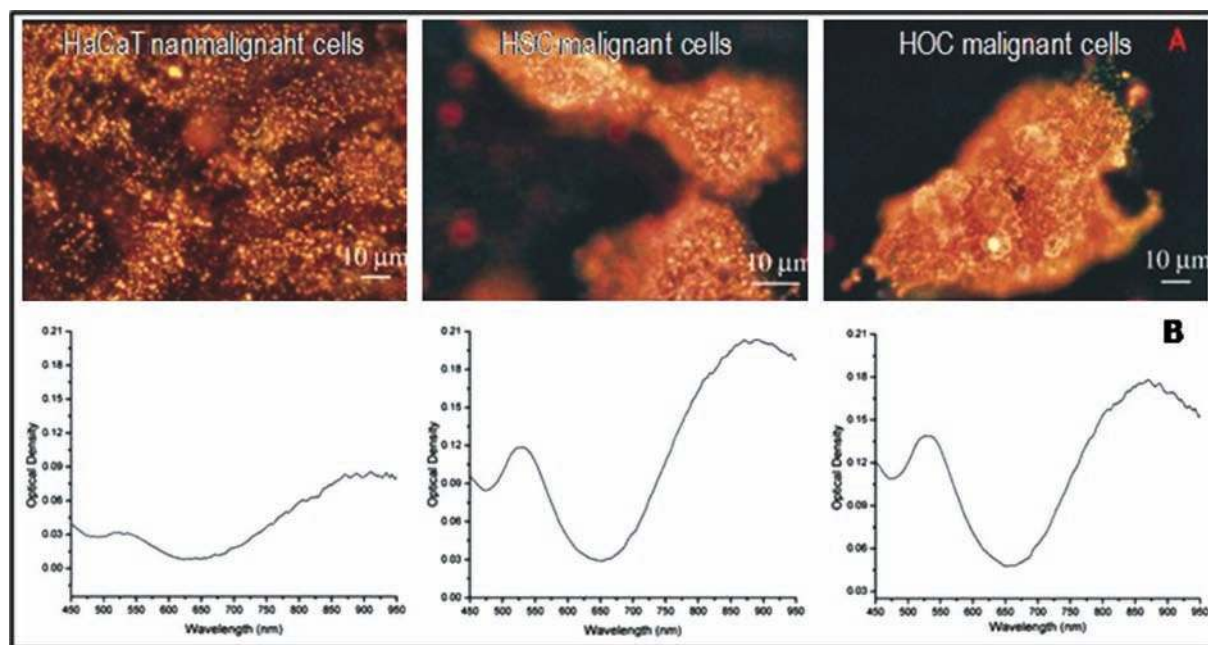 HaCaT nanmalignant cells
HSC malignant cells
HOC malignant cells
A
10 μm
10 μm
10 μm
B
0.21
0.18
0.15
0.12
0.09
0.06
0.03
0.00
Optical Density
450 500 550 600 650 700 750 800 850 900 950
Wavelength (nm)
0.21
0.18
0.15
0.12
0.09
0.06
0.03
0.00
Optical Density
450 500 550 600 650 700 750 800 850 900 950
Wavelength (nm)
0.21
0.18
0.15
0.12
0.09
0.06
0.03
Optical Density
450 500 550 600 650 700 750 800 850 900 950
Wavelength (nm)